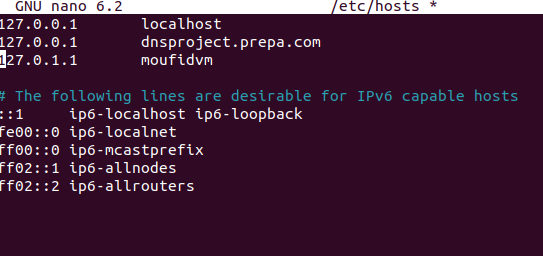 GNU nano 6.2 /etc/hosts *
127.0.0.1 localhost
127.0.0.1 dnsproject.prepa.com
127.0.1.1 moufidvm
# The following lines are desirable for IPv6 capable hosts
::1 ip6-localhost ip6-loopback
fe00::0 ip6-localnet
ff00::0 ip6-mcastprefix
ff02::1 ip6-allnodes
ff02::2 ip6-allrouters